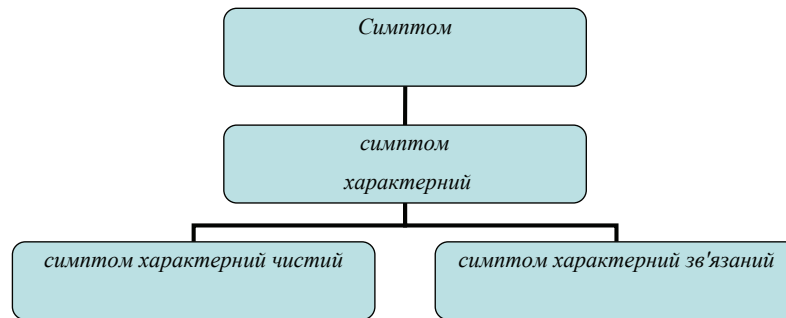 Симптом
симптом
характерний
симптом характерний чистий
симптом характерний зв'язаний